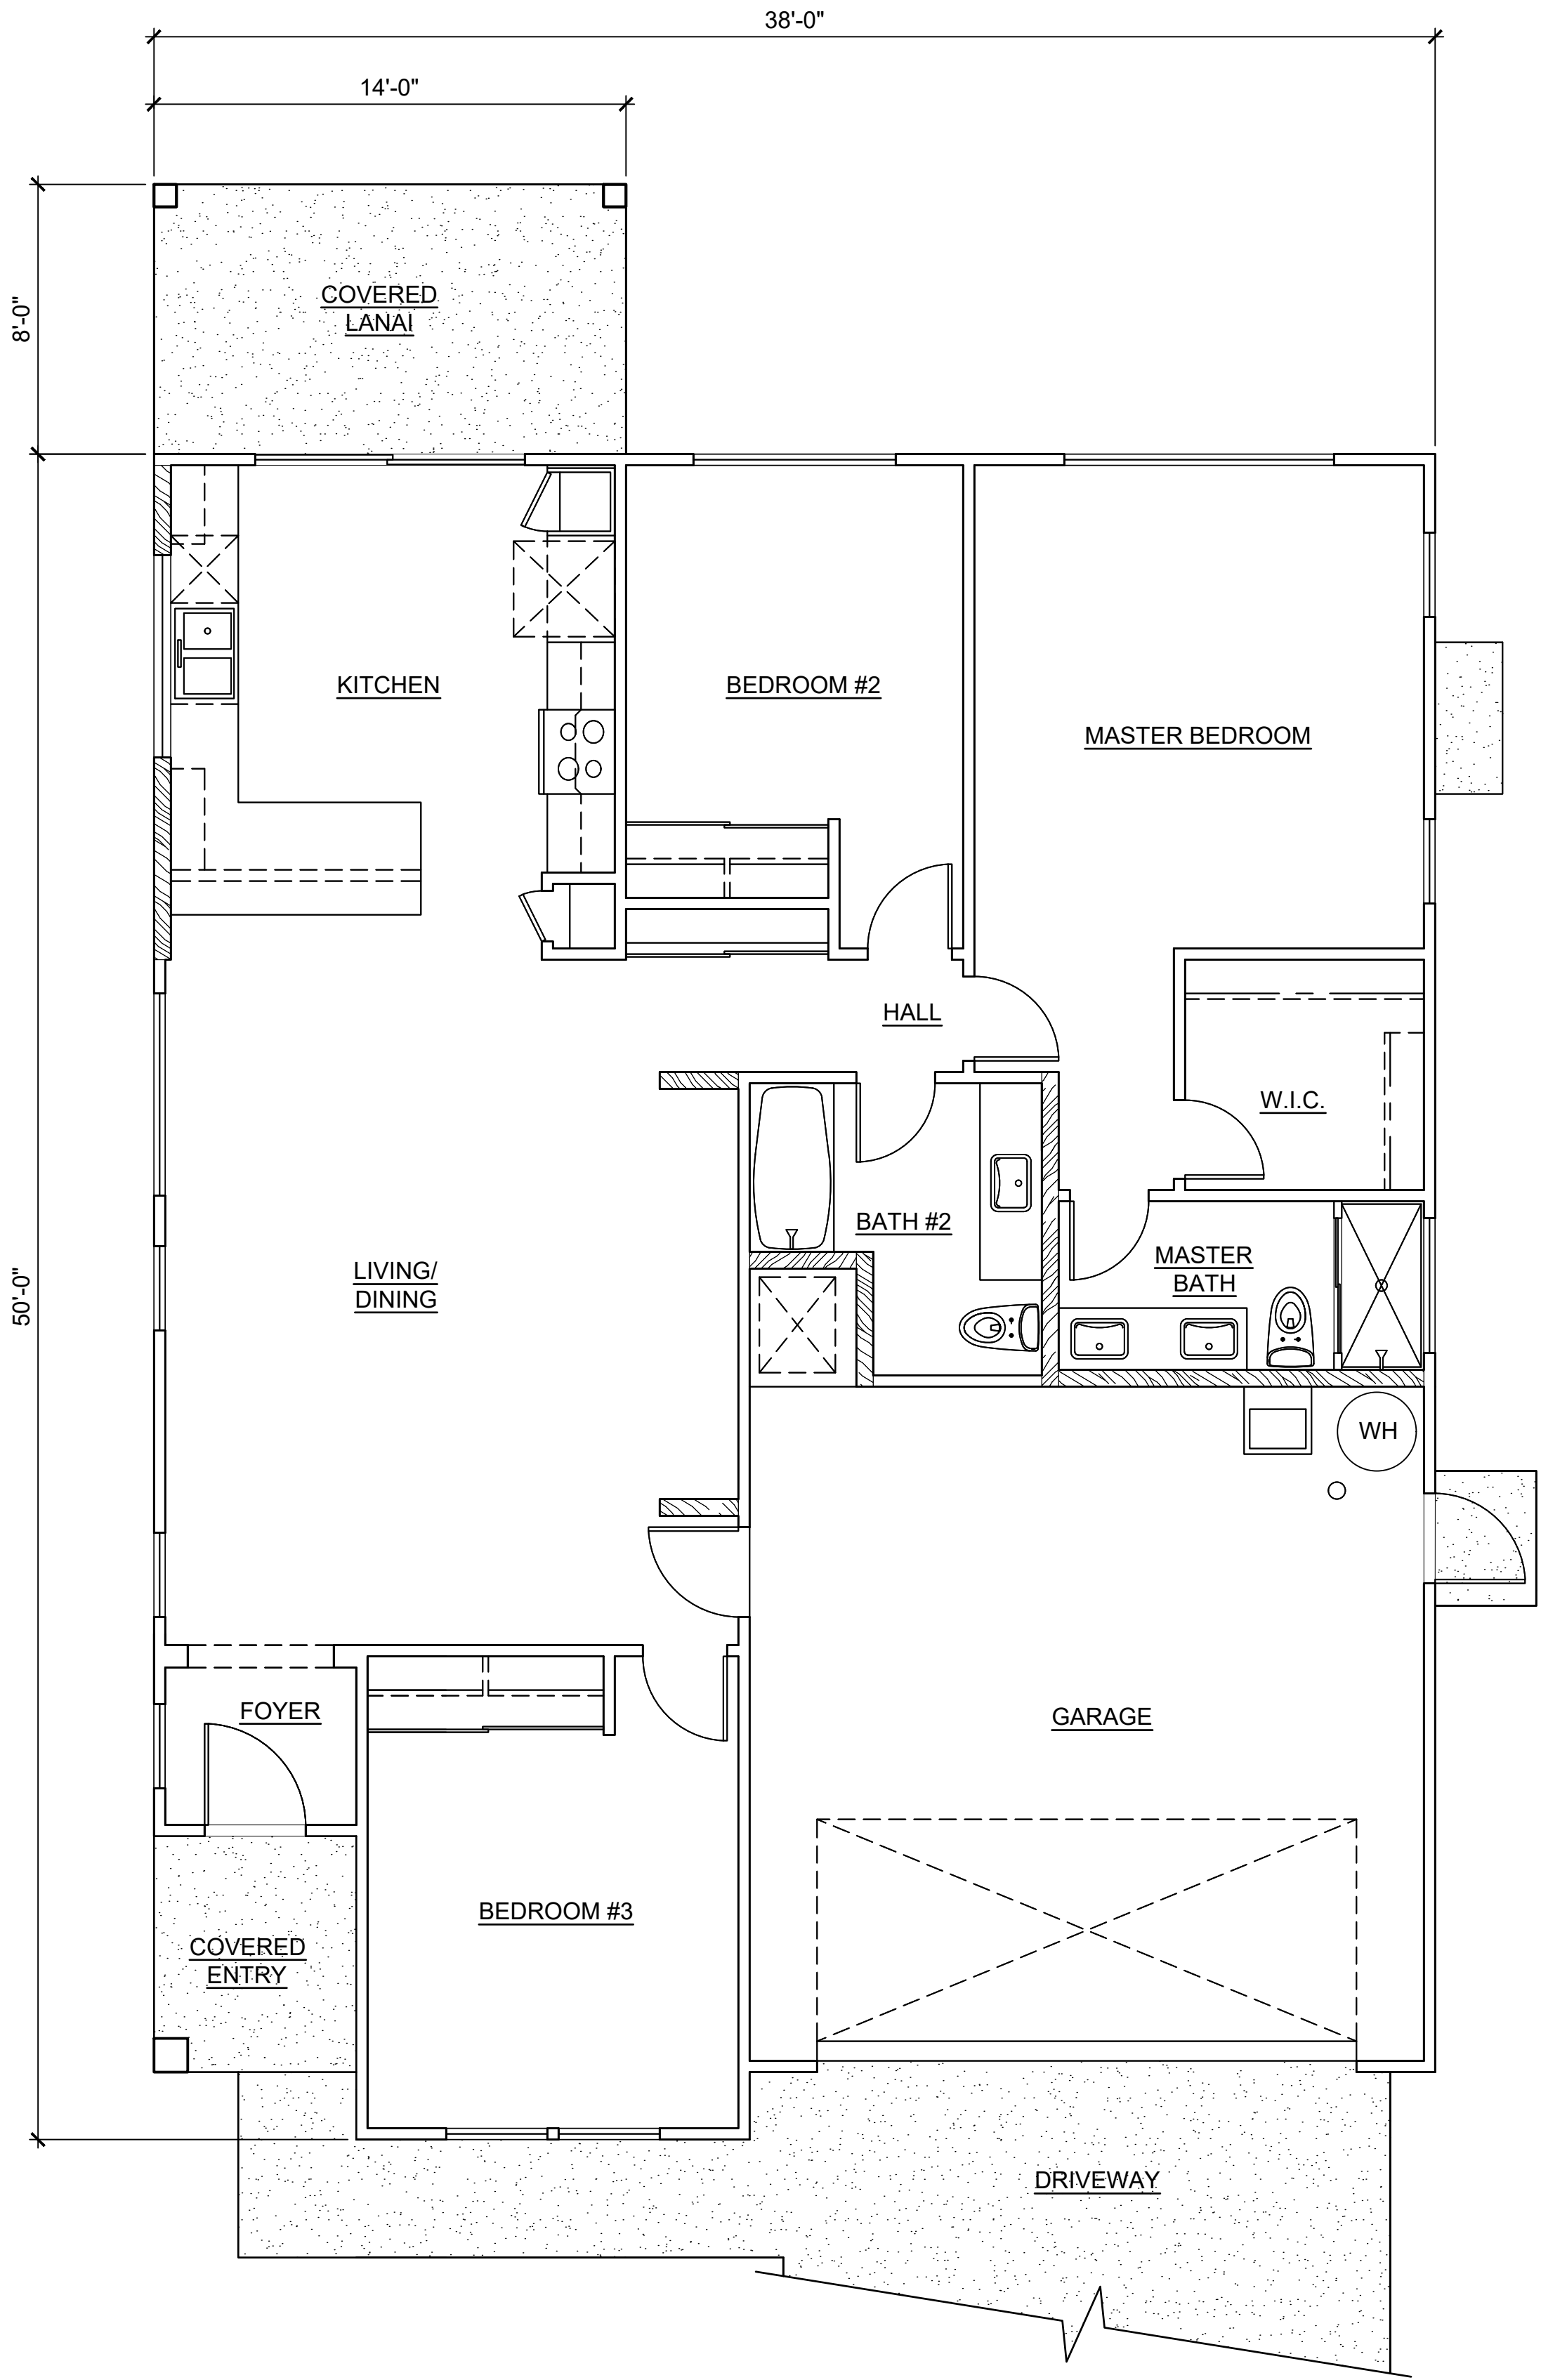 38'-0"
14'-0"
8'-0"
COVERED
LANAI
KITCHEN
BEDROOM #2
MASTER BEDROOM
HALL
W.I.C.
BATH #2
MASTER
BATH
LIVING/
DINING
50'-0"
WH
FOYER
GARAGE
BEDROOM #3
COVERED
ENTRY
DRIVEWAY